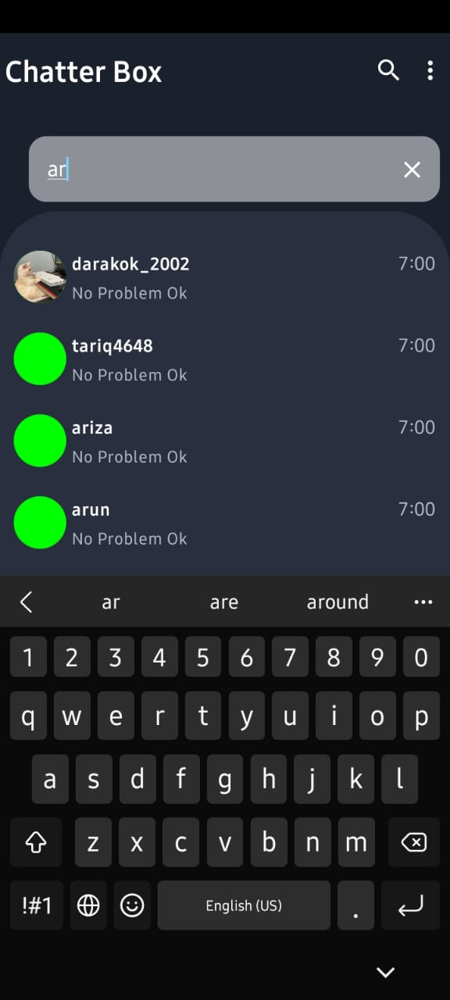 Chatter Box
ar
darakok_2002 7:00
No Problem Ok
tariq4648 7:00
No Problem Ok
ariza 7:00
No Problem Ok
arun 7:00
No Problem Ok
ar are around
1 2 3 4 5 6 7 8 9 0
q w e r t y u i o p
a s d f g h j k l
z x c v b n m
!#1 English (US) .